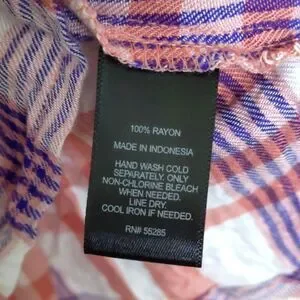 100% RAYON
MADE IN INDONESIA
HAND WASH COLD
SEPARATELY. ONLY
NON-CHLORINE BLEACH
WHEN NEEDED.
LINE DRY.
COOL IRON IF NEEDED.
RN# 55285